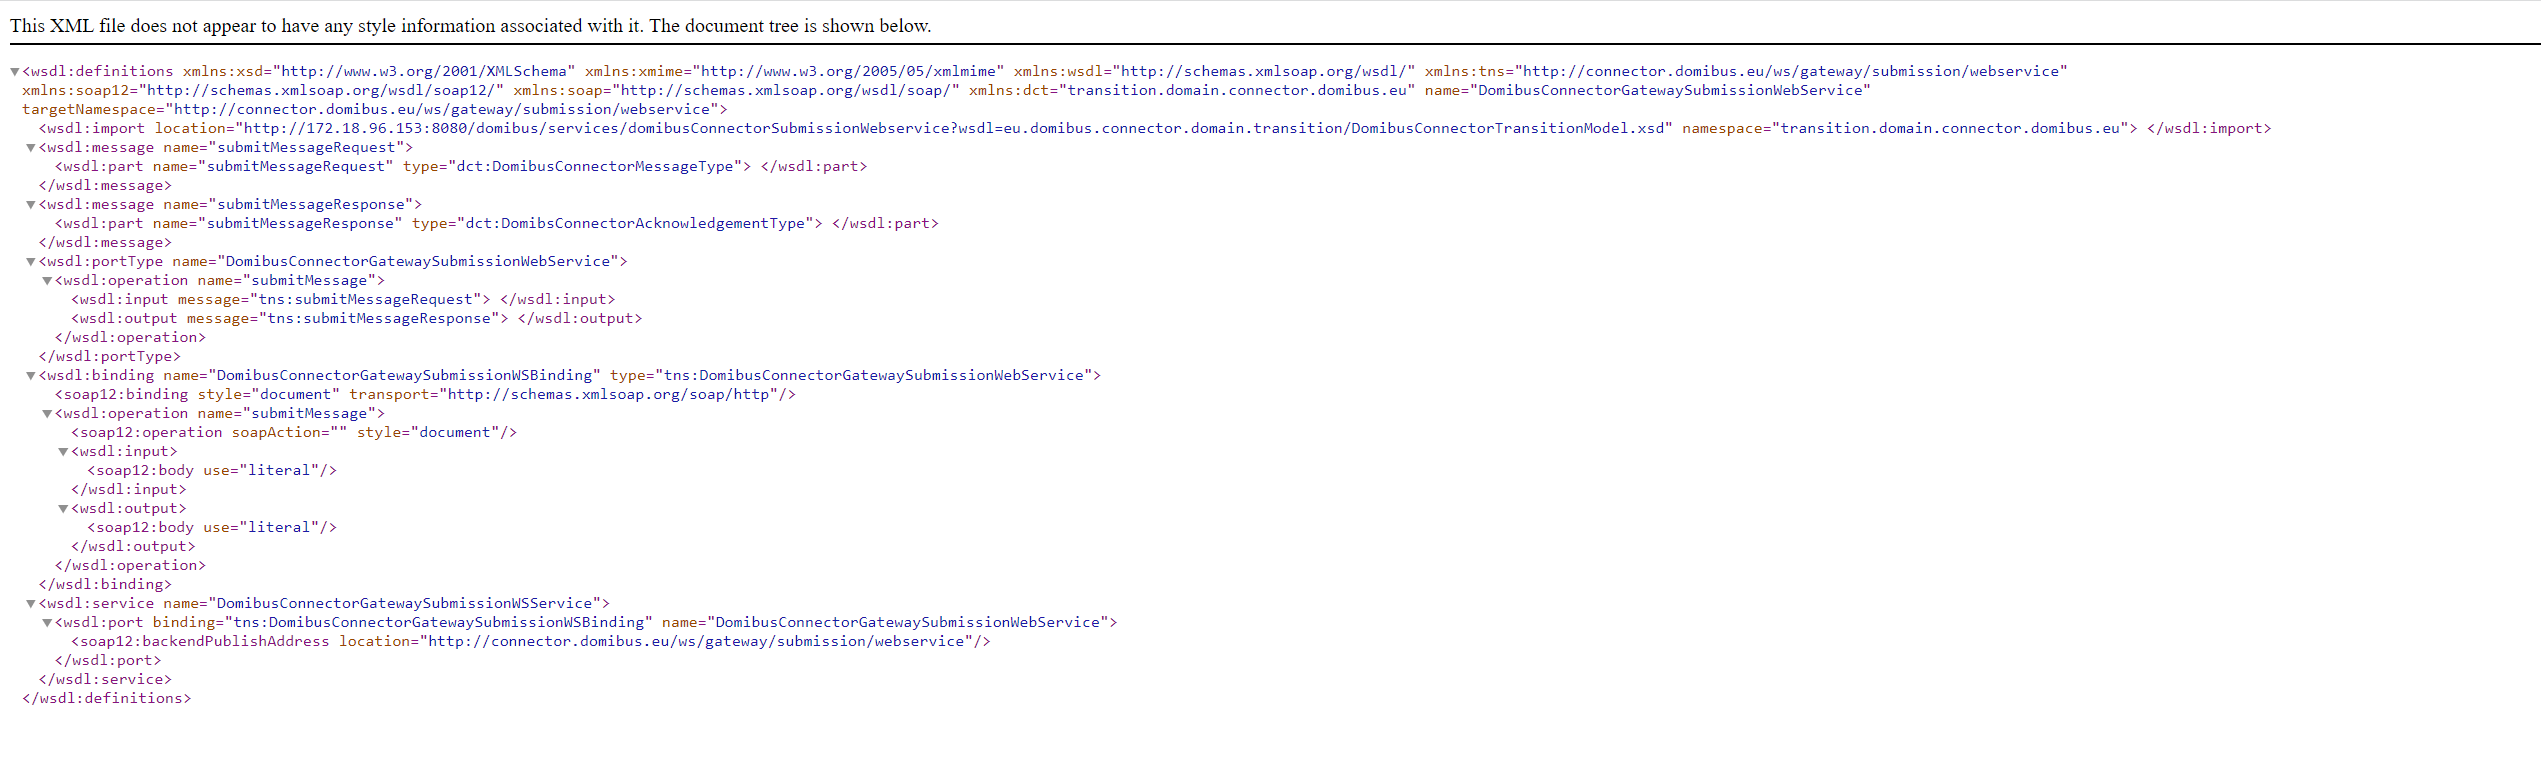 This XML file does not appear to have any style information associated with it. The document tree is shown below.
▼<wsdl:definitions xmlns:xsd="http://www.w3.org/2001/XMLSchema" xmlns:xmime="http://www.w3.org/2005/05/xmlmime" xmlns:wsdl="http://schemas.xmlsoap.org/wsdl/" xmlns:tns="http://connector.domibus.eu/ws/gateway/submission/webservice"
xmlns:soap12="http://schemas.xmlsoap.org/wsdl/soap12/" xmlns:soap="http://schemas.xmlsoap.org/wsdl/soap/" xmlns:dct="transition.domain.connector.domibus.eu" name="DomibusConnectorGatewaySubmissionWebService"
targetNamespace="http://connector.domibus.eu/ws/gateway/submission/webservice">
<wsdl:import location="http://172.18.96.153:8080/domibus/services/domibusConnectorSubmissionWebservice?wsdl=eu.domibus.connector.domain.transition/DomibusConnectorTransitionModel.xsd" namespace="transition.domain.connector.domibus.eu"> </wsdl:import>
▼<wsdl:message name="submitMessageRequest">
<wsdl:part name="submitMessageRequest" type="dct:DomibusConnectorMessageType"> </wsdl:part>
</wsdl:message>
▼<wsdl:message name="submitMessageResponse">
<wsdl:part name="submitMessageResponse" type="dct:DomibsConnectorAcknowledgementType"> </wsdl:part>
</wsdl:message>
▼<wsdl:portType name="DomibusConnectorGatewaySubmissionWebService">
▼<wsdl:operation name="submitMessage">
<wsdl:input message="tns:submitMessageRequest"> </wsdl:input>
<wsdl:output message="tns:submitMessageResponse"> </wsdl:output>
</wsdl:operation>
</wsdl:portType>
▼<wsdl:binding name="DomibusConnectorGatewaySubmissionWSBinding" type="tns:DomibusConnectorGatewaySubmissionWebService">
<soap12:binding style="document" transport="http://schemas.xmlsoap.org/soap/http"/>
▼<wsdl:operation name="submitMessage">
<soap12:operation soapAction="" style="document"/>
▼<wsdl:input>
<soap12:body use="literal"/>
</wsdl:input>
▼<wsdl:output>
<soap12:body use="literal"/>
</wsdl:output>
</wsdl:operation>
</wsdl:binding>
▼<wsdl:service name="DomibusConnectorGatewaySubmissionWSService">
▼<wsdl:port binding="tns:DomibusConnectorGatewaySubmissionWSBinding" name="DomibusConnectorGatewaySubmissionWebService">
<soap12:backendPublishAddress location="http://connector.domibus.eu/ws/gateway/submission/webservice"/>
</wsdl:port>
</wsdl:service>
</wsdl:definitions>